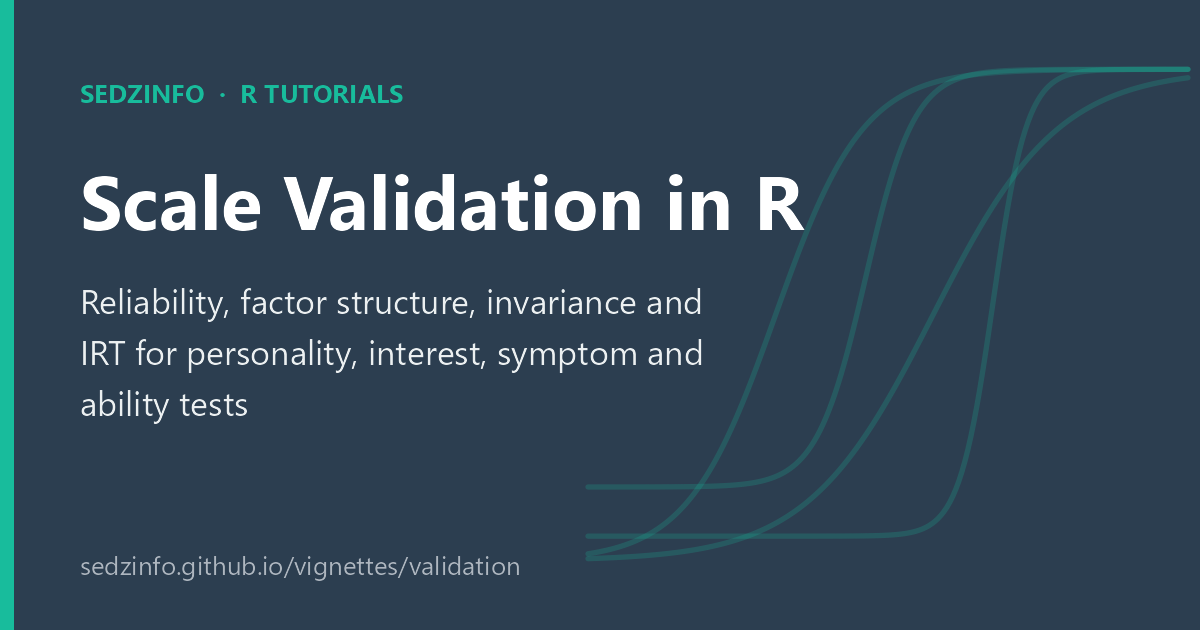 SEDZINFO · R TUTORIALS
Scale Validation in R
Reliability, factor structure, invariance and
IRT for personality, interest, symptom and
ability tests
sedzinfo.github.io/vignettes/validation